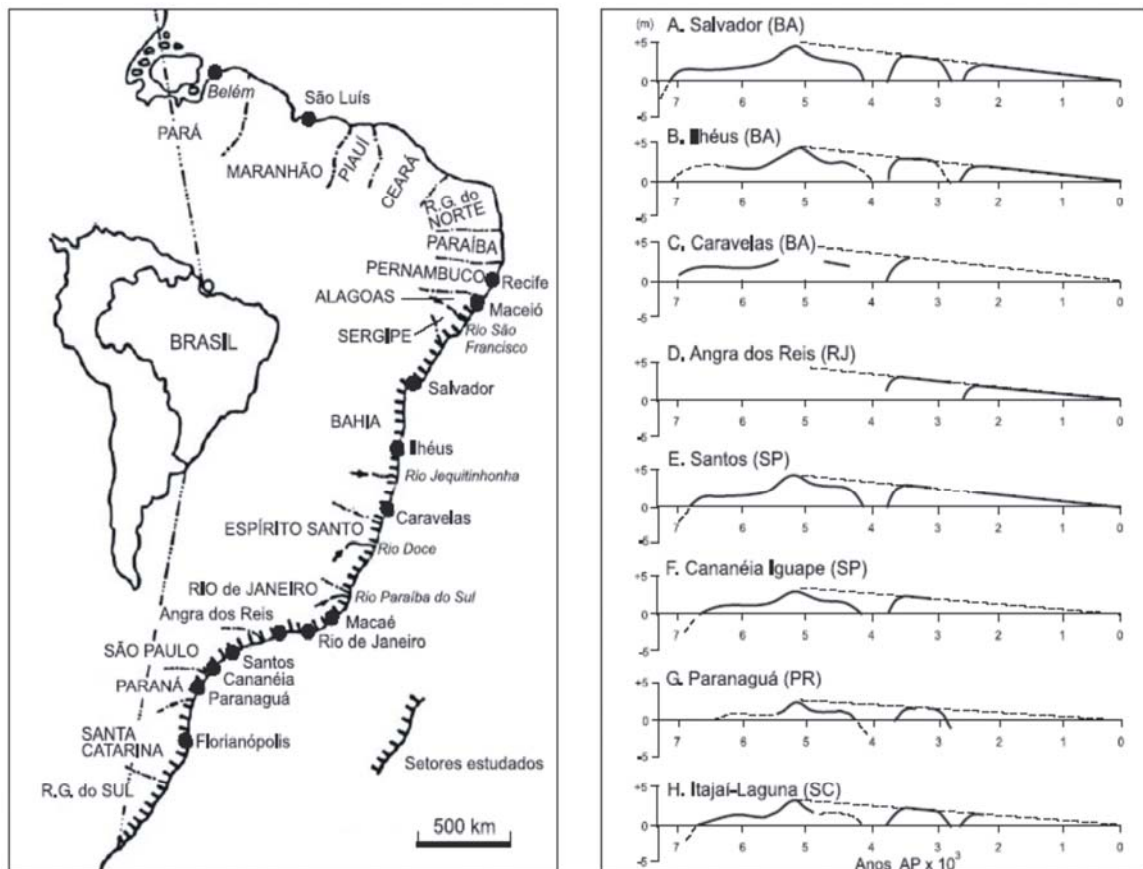 Belém
São Luís
PARÁ
MARANHÃO
PIAUÍ
CEARÁ
R.G. do
NORTE
PARAÍBA
PERNAMBUCO
Recife
ALAGOAS
Maceió
SERGIPE
Rio São
Francisco
BRASIL
Salvador
BAHIA
Ilhéus
Rio Jequitinhonha
Caravelas
ESPÍRITO SANTO
Rio Doce
RIO de JANEIRO
Rio Paraíba do Sul
Angra dos Reis
Macaé
Rio de Janeiro
SÃO PAULO
Santos
Cananéia
PARANÁ
Paranaguá
SANTA
CATARINA
Florianópolis
R.G. do SUL
Setores estudados
500 km
(m)
A. Salvador (BA)
+5
0
-5
7 6 5 4 3 2 1 0
B. Ilhéus (BA)
+5
0
-5
7 6 5 4 3 2 1 0
C. Caravelas (BA)
+5
0
-5
7 6 5 4 3 2 1 0
D. Angra dos Reis (RJ)
+5
0
-5
7 6 5 4 3 2 1 0
E. Santos (SP)
+5
0
-5
7 6 5 4 3 2 1 0
F. Cananéia Iguape (SP)
+5
0
-5
7 6 5 4 3 2 1 0
G. Paranaguá (PR)
+5
0
-5
7 6 5 4 3 2 1 0
H. Itajaí-Laguna (SC)
+5
0
-5
7 6 5 4 3 2 1 0
Anos AP x 10³